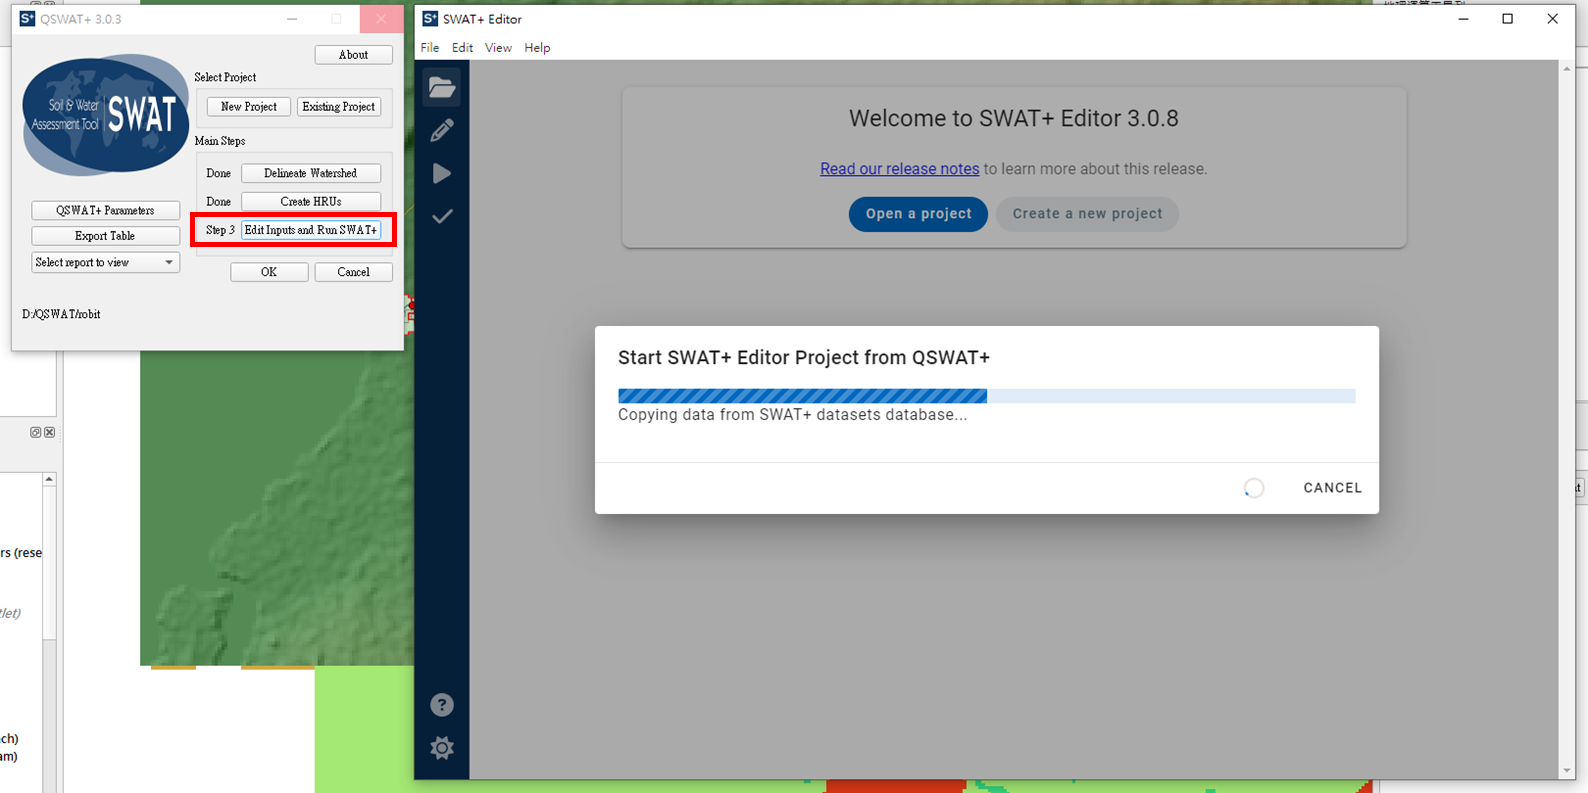 QSWAT+ 3.0.3
About
Select Project
New Project
Existing Project
Soil & Water
Assessment Tool
SWAT
Main Steps
Done
Delineate Watershed
Done
Create HRUs
Step 3
Edit Inputs and Run SWAT+
QSWAT+ Parameters
Export Table
Select report to view
OK
Cancel
D:/QSWAT/robit
rs (rese
tlet)
ch)
am)
SWAT+ Editor
File Edit View Help
Welcome to SWAT+ Editor 3.0.8
Read our release notes to learn more about this release.
Open a project
Create a new project
Start SWAT+ Editor Project from QSWAT+
Copying data from SWAT+ datasets database...
CANCEL